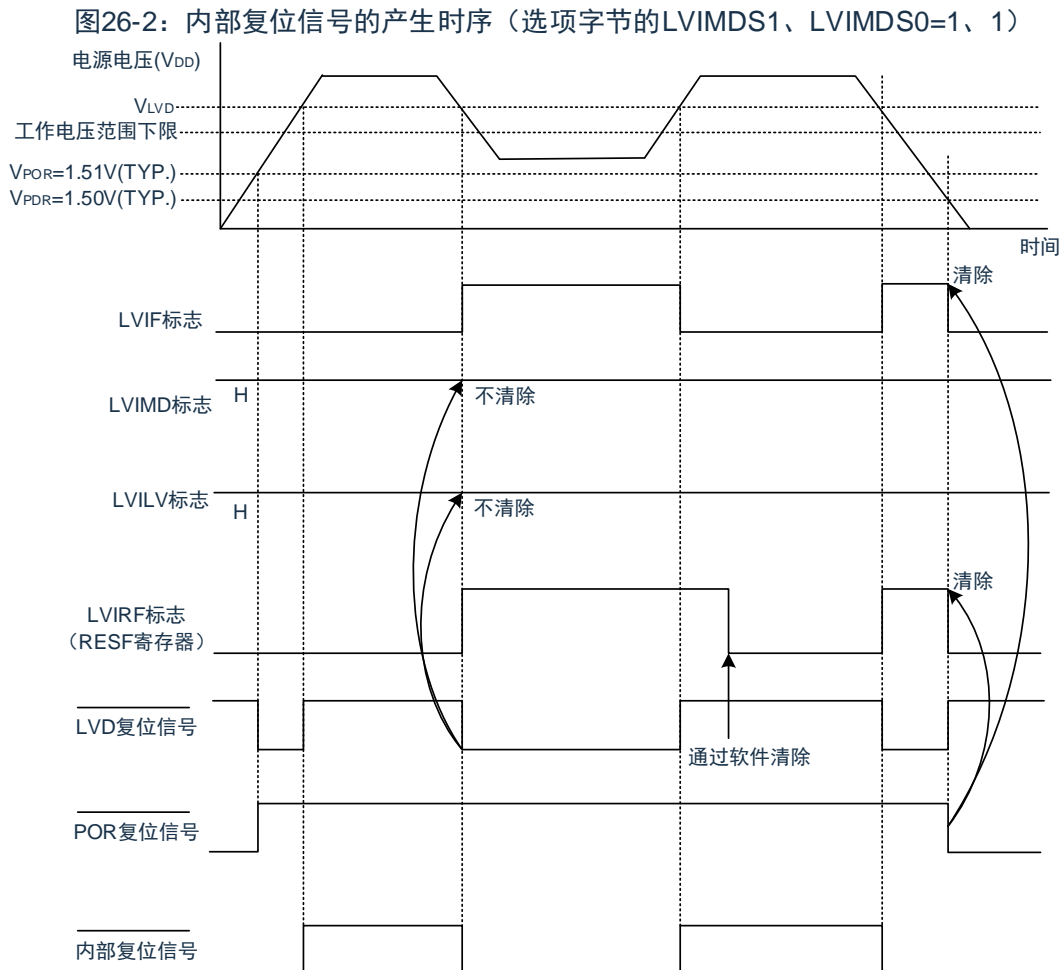 图26-2：内部复位信号的产生时序（选项字节的LVIMDS1、LVIMDS0=1、1）
电源电压(VDD)
VLVD
工作电压范围下限
VPOR=1.51V(TYP.)
VPDR=1.50V(TYP.)
时间
清除
LVIF标志
H
不清除
LVIMD标志
LVILV标志
H
不清除
清除
LVIRF标志
（RESF寄存器）
LVD复位信号
通过软件清除
POR复位信号
内部复位信号